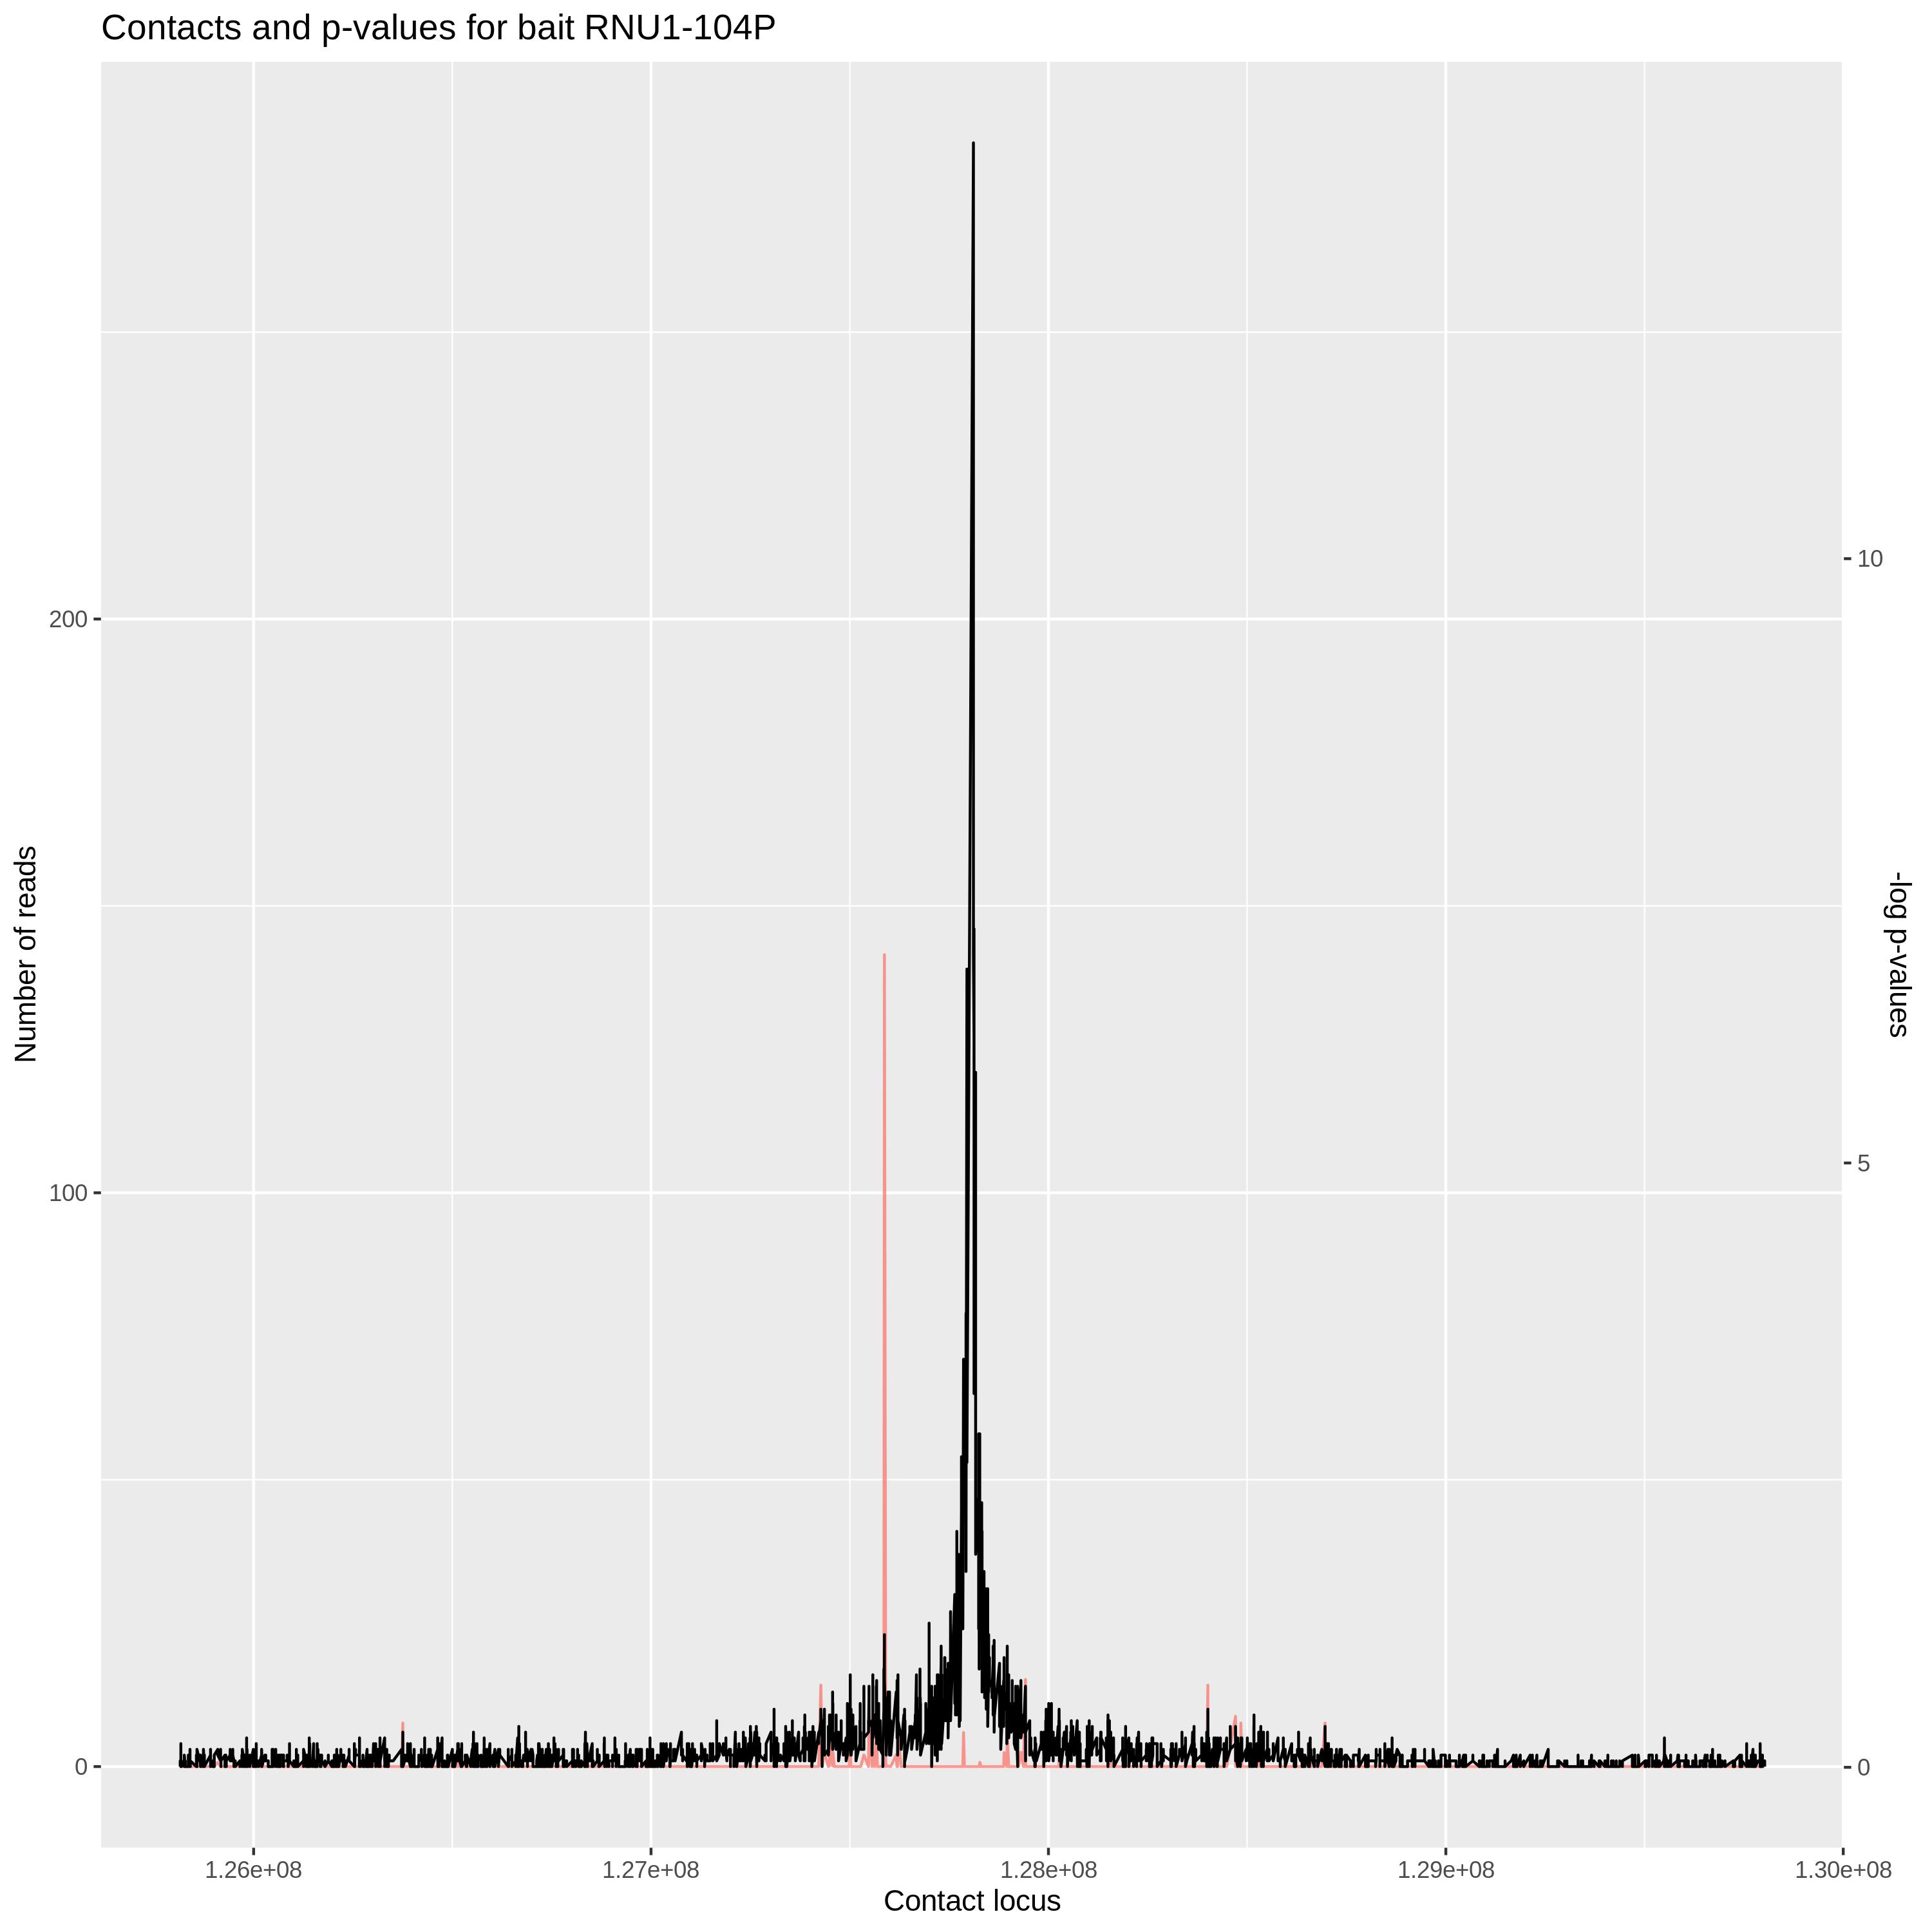 Contacts and p-values for bait RNU1-104P
Number of reads
200
100
0
10
5
0
-log p-values
1.26e+08
1.27e+08
1.28e+08
1.29e+08
1.30e+08
Contact locus